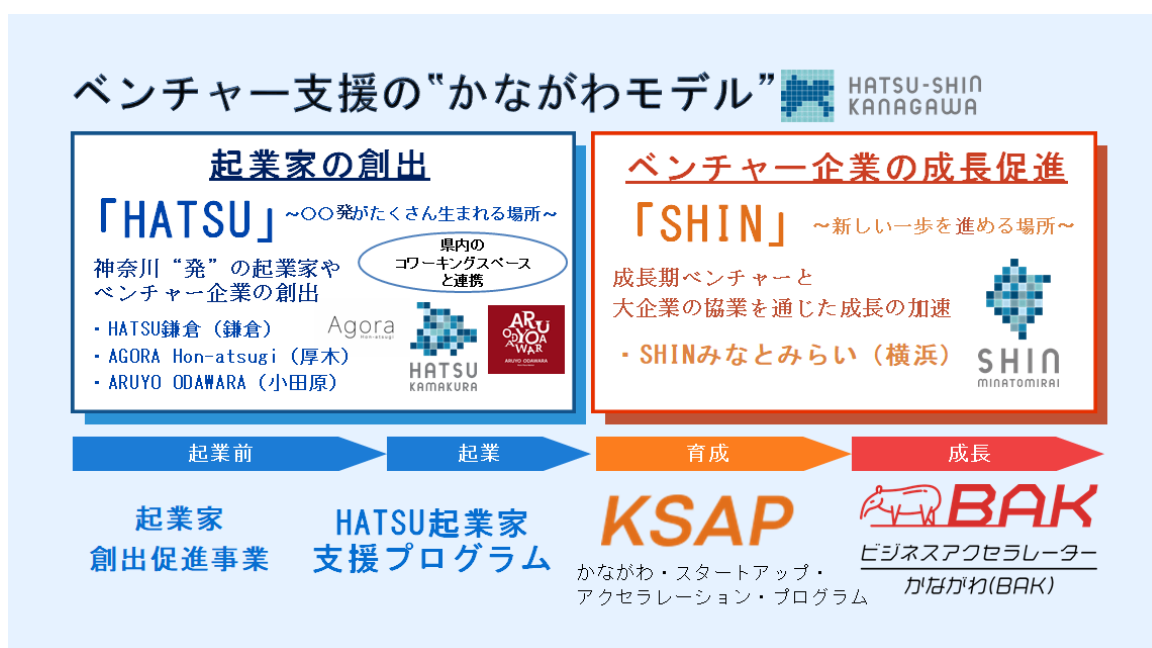 ベンチャー支援の“かながわモデル”
HATSU-SHIN
KANAGAWA
起業家の創出
「HATSU」 ～〇〇発がたくさん生まれる場所～
県内の
コワーキングスペース
と連携
神奈川“発”の起業家や
ベンチャー企業の創出
・HATSU鎌倉（鎌倉）
・AGORA Hon-atsugi（厚木）
・ARUYO ODAWARA（小田原）
Agora
Hon-atsugi
HATSU
KAMAKURA
ARU
ODYOA
AWAR
ARUYO ODAWARA
ベンチャー企業の成長促進
「SHIN」 ～新しい一歩を進める場所～
成長期ベンチャーと
大企業の協業を通じた成長の加速
・SHINみなとみらい（横浜）
SHIN
MINATOMIRAI
起業前
起業
育成
成長
起業家
創出促進事業
HATSU起業家
支援プログラム
KSAP
かながわ・スタートアップ・
アクセラレーション・プログラム
BAK
ビジネスアクセラレーター
かながわ(BAK)